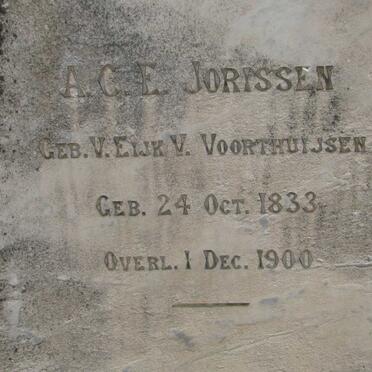 A. C. E. JORISSEN
GEB. V. EIJK V. VOORTHUIJSEN
GEB. 24 OCT. 1833
OVERL. 1 DEC. 1900